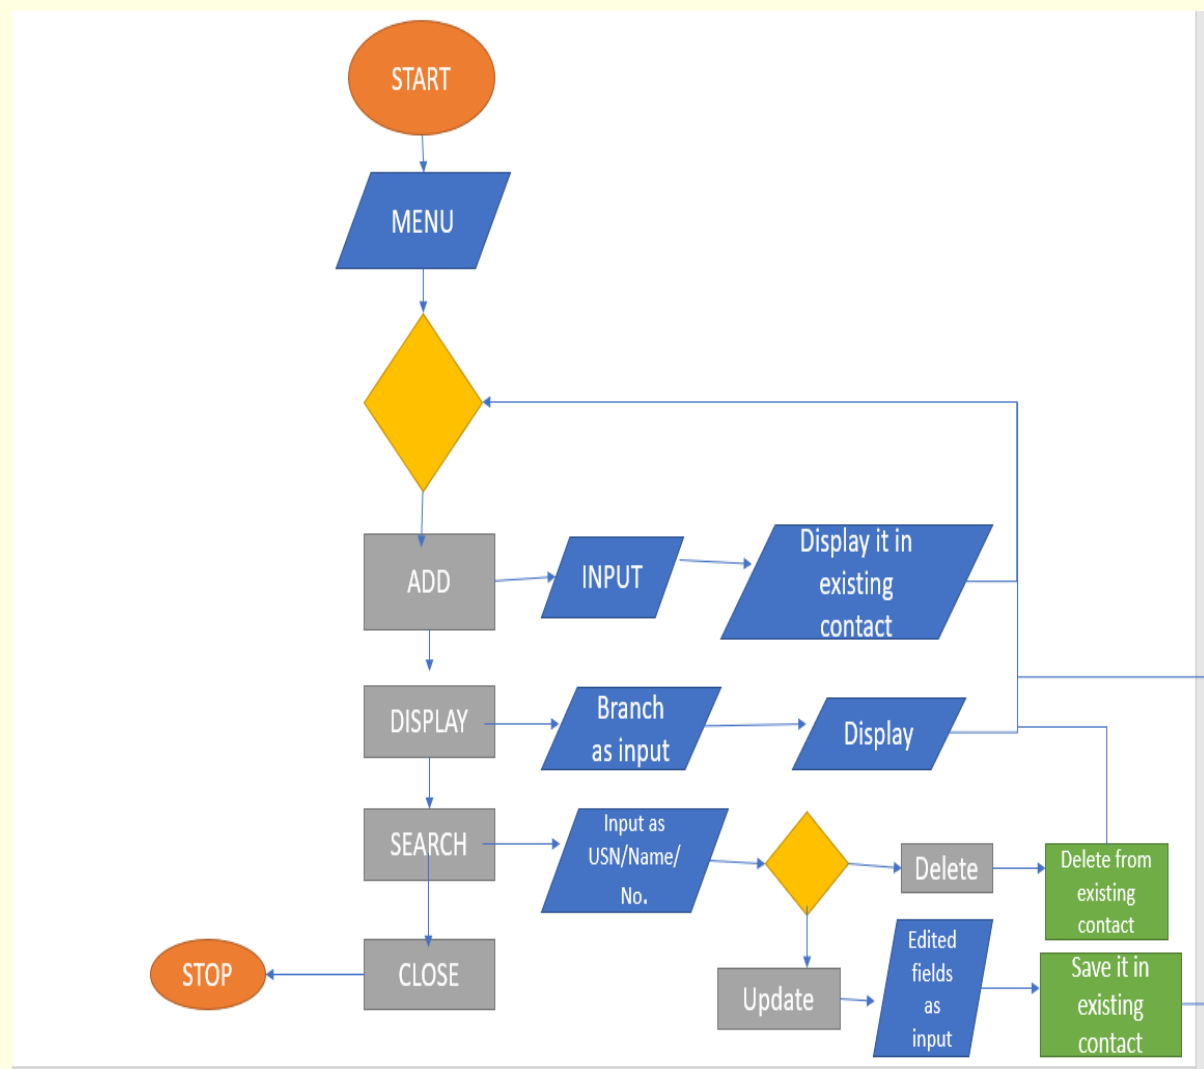 START
MENU
ADD
INPUT
Display it in
existing
contact
DISPLAY
Branch
as input
Display
SEARCH
Input as
USN/Name/
No.
Delete
Delete from
existing
contact
STOP
CLOSE
Update
Edited
fields
as
input
Save it in
existing
contact